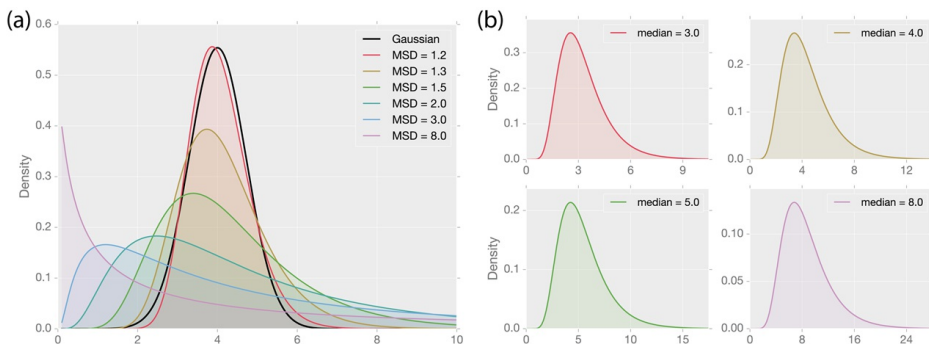 (a)
0.6
0.5
0.4
0.3
0.2
0.1
0.0
Density
0 2 4 6 8 10
Gaussian
MSD = 1.2
MSD = 1.3
MSD = 1.5
MSD = 2.0
MSD = 3.0
MSD = 8.0
(b)
Density
0.3
0.2
0.1
0.0
0 3 6 9
median = 3.0
0.2
0.1
0.0
0 4 8 12
median = 4.0
Density
0.2
0.1
0.0
0 5 10 15
median = 5.0
0.10
0.05
0.00
0 8 16 24
median = 8.0